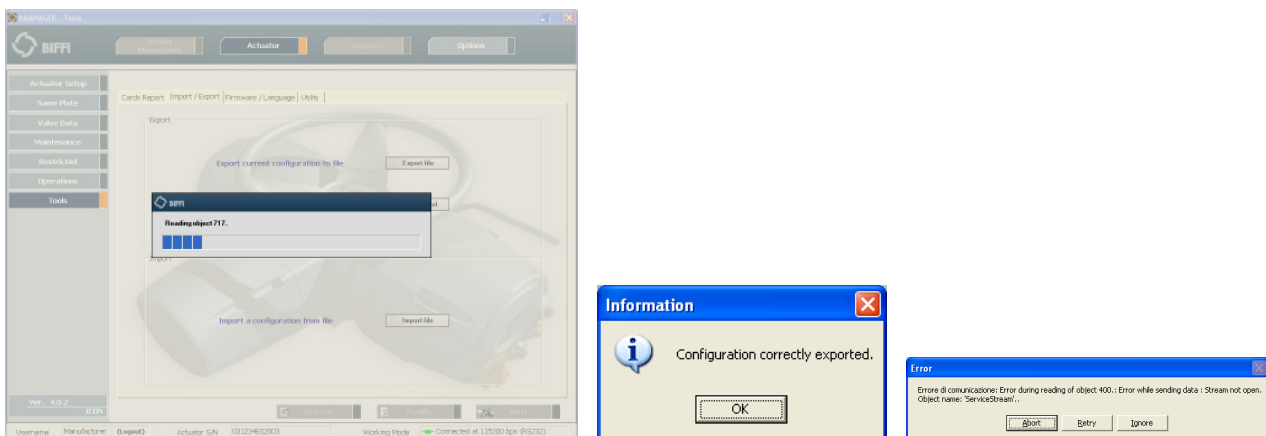 AMANAGER - Tools
BIFFI
Actuator
Options
Actuator Setup
Name Plate
Valve Data
Maintenance
Restricted
Operations
Tools
Cards Report
Import / Export
Firmware / Language
Utility
Export
Export current configuration to file
Export file
BIFFI
Reading object 717..
Import
Import a configuration from file
Import file
Ver. 4.0.2
ICON
Refresh
Modify
Send
Username
Manufacturer
(Logout)
Actuator S/N
Working Mode
Connected at 115200 bps (RS232)
Information
Configuration correctly exported.
OK
Error
Errore di comunicazione: Error during reading of object 400.: Error while sending data : Stream not open.
Object name: 'ServiceStream'..
Abort
Retry
Ignore